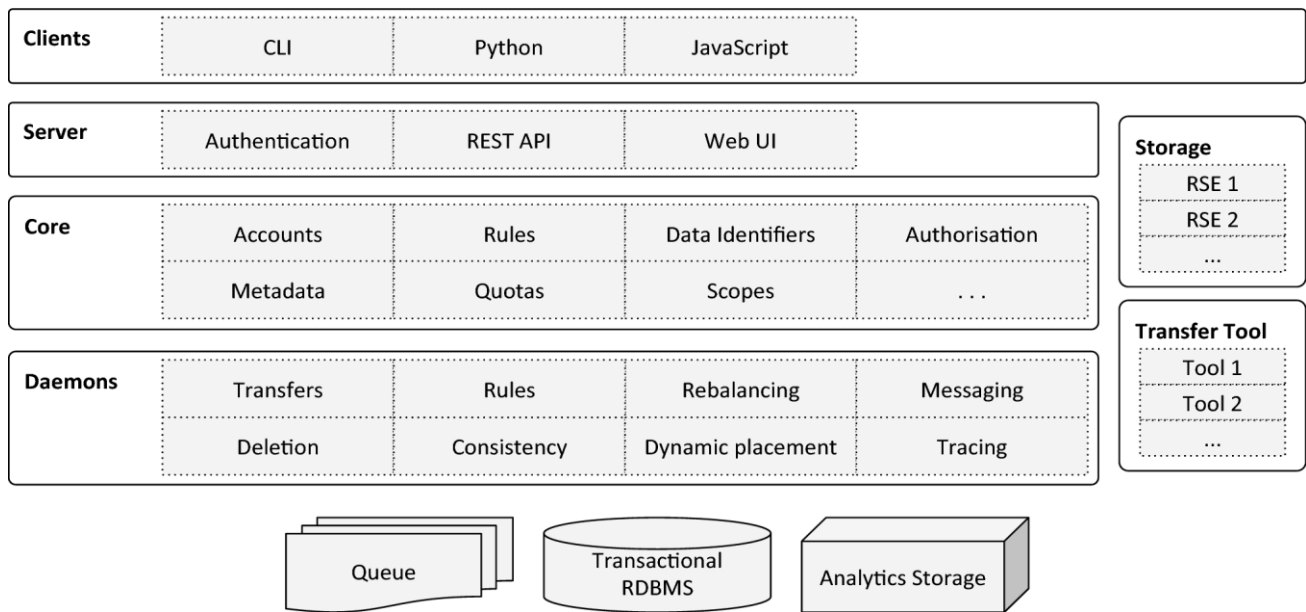 Clients
CLI Python JavaScript
Server
Authentication REST API Web UI
Core
Accounts Rules Data Identifiers Authorisation
Metadata Quotas Scopes . . .
Daemons
Transfers Rules Rebalancing Messaging
Deletion Consistency Dynamic placement Tracing
Storage
RSE 1
RSE 2
...
Transfer Tool
Tool 1
Tool 2
...
Queue
Transactional
RDBMS
Analytics Storage